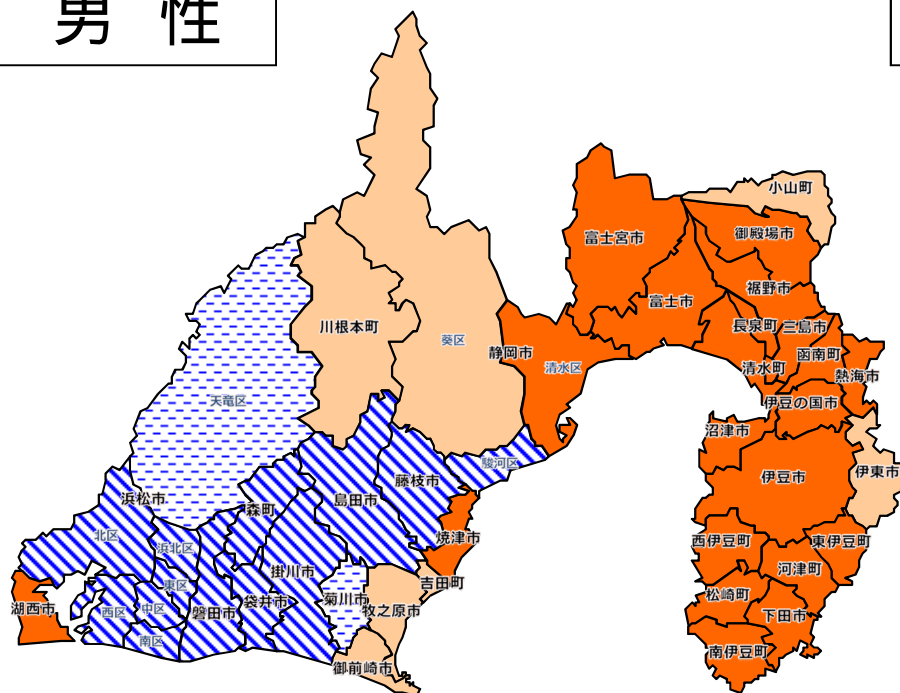 男 性
小山町
御殿場市
富士宮市
裾野市
富士市
長泉町
三島市
川根本町
葵区
静岡市
函南町
清水区
清水町
熱海市
天竜区
伊豆の国市
沼津市
駿河区
伊東市
伊豆市
藤枝市
浜松市
島田市
森町
北区
焼津市
西伊豆町
東伊豆町
浜北区
掛川市
河津町
東区
吉田町
松崎町
菊川市
袋井市
湖西市
西区
中区
磐田市
牧之原市
下田市
南区
南伊豆町
御前崎市